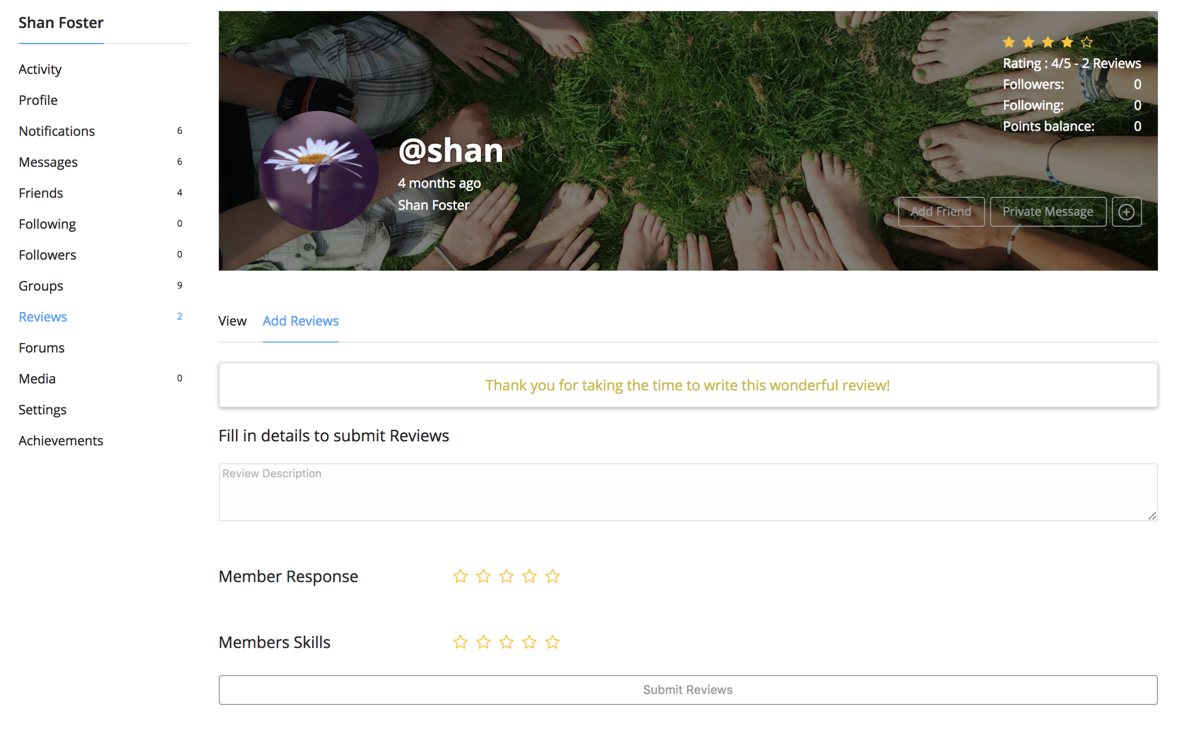 Shan Foster
Activity
Profile
Notifications 6
Messages 6
Friends 4
Following 0
Followers 0
Groups 9
Reviews 2
Forums
Media 0
Settings
Achievements
Rating : 4/5 - 2 Reviews
Followers: 0
Following: 0
Points balance: 0
@shan
4 months ago
Shan Foster
Add Friend Private Message
View Add Reviews
Thank you for taking the time to write this wonderful review!
Fill in details to submit Reviews
Review Description
Member Response
Members Skills
Submit Reviews